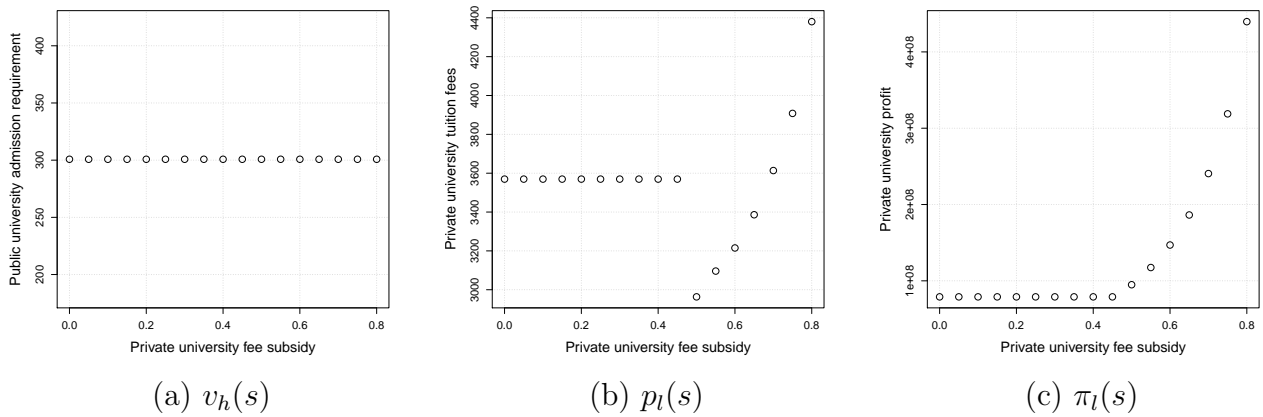 Public university admission requirement
400
350
300
250
200
0.0 0.2 0.4 0.6 0.8
Private university fee subsidy
(a) v_h(s)
Private university tuition fees
4400
4200
4000
3800
3600
3400
3200
3000
0.0 0.2 0.4 0.6 0.8
Private university fee subsidy
(b) p_l(s)
Private university profit
4e+08
3e+08
2e+08
1e+08
0.0 0.2 0.4 0.6 0.8
Private university fee subsidy
(c) π_l(s)